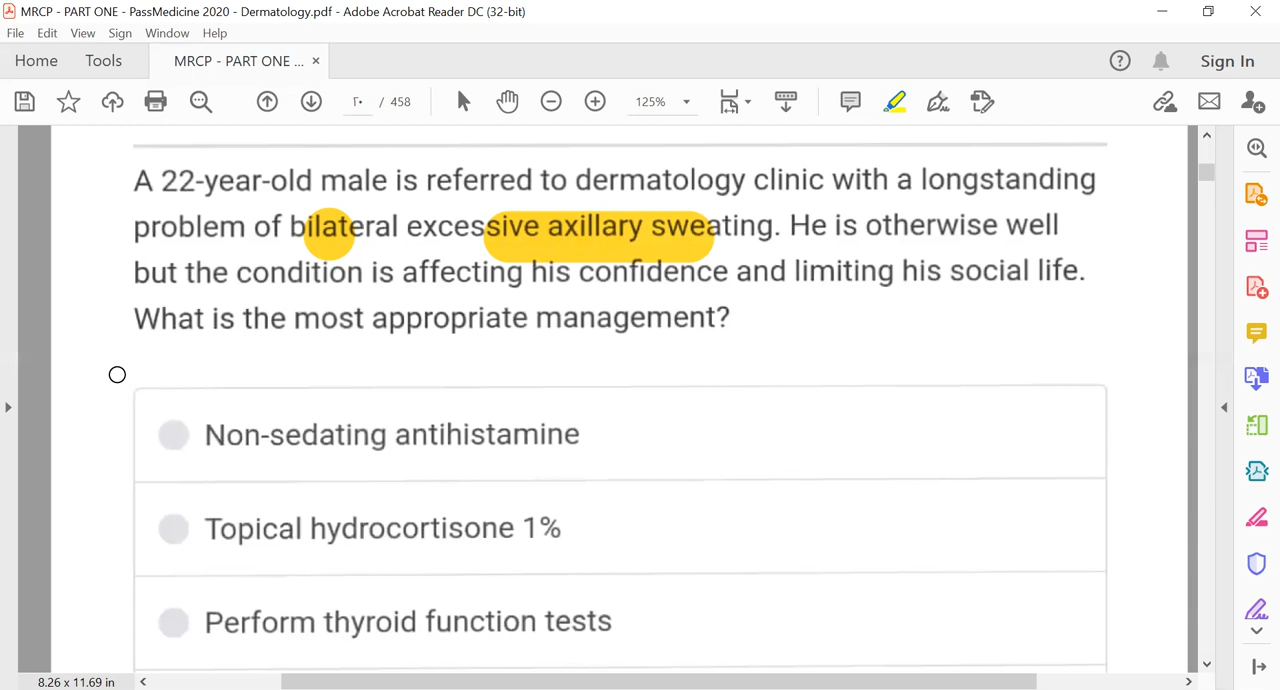 MRCP - PART ONE - PassMedicine 2020 - Dermatology.pdf - Adobe Acrobat Reader DC (32-bit)
File Edit View Sign Window Help
Home Tools MRCP - PART ONE ... × Sign In
٢٠ / 458 125%
A 22-year-old male is referred to dermatology clinic with a longstanding
problem of bilateral excessive axillary sweating. He is otherwise well
but the condition is affecting his confidence and limiting his social life.
What is the most appropriate management?
Non-sedating antihistamine
Topical hydrocortisone 1%
Perform thyroid function tests
8.26 x 11.69 in